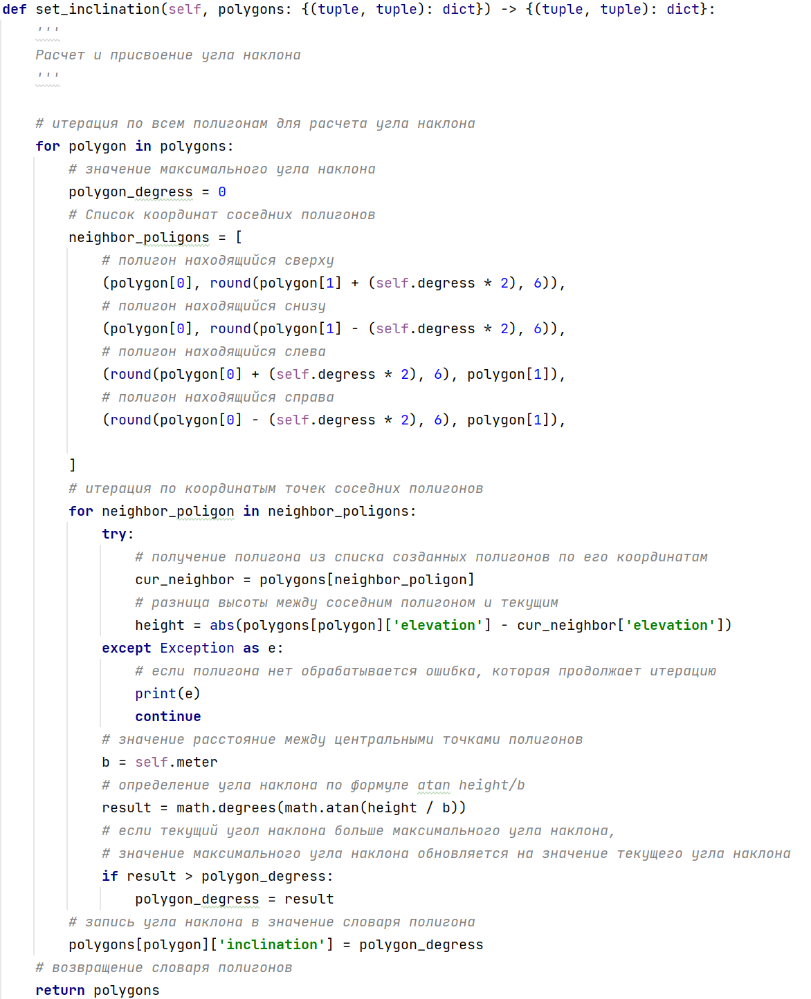 def set_inclination(self, polygons: {(tuple, tuple): dict}) -> {(tuple, tuple): dict}:
    '''
    Расчет и присвоение угла наклона
    '''

    # итерация по всем полигонам для расчета угла наклона
    for polygon in polygons:
        # значение максимального угла наклона
        polygon_degress = 0
        # Список координат соседних полигонов
        neighbor_poligons = [
            # полигон находящийся сверху
            (polygon[0], round(polygon[1] + (self.degress * 2), 6)),
            # полигон находящийся снизу
            (polygon[0], round(polygon[1] - (self.degress * 2), 6)),
            # полигон находящийся слева
            (round(polygon[0] + (self.degress * 2), 6), polygon[1]),
            # полигон находящийся справа
            (round(polygon[0] - (self.degress * 2), 6), polygon[1]),

        ]
        # итерация по координатым точек соседних полигонов
        for neighbor_poligon in neighbor_poligons:
            try:
                # получение полигона из списка созданных полигонов по его координатам
                cur_neighbor = polygons[neighbor_poligon]
                # разница высоты между соседним полигоном и текущим
                height = abs(polygons[polygon]['elevation'] - cur_neighbor['elevation'])
            except Exception as e:
                # если полигона нет обрабатывается ошибка, которая продолжает итерацию
                print(e)
                continue
            # значение расстояние между центральными точками полигонов
            b = self.meter
            # определение угла наклона по формуле atan height/b
            result = math.degrees(math.atan(height / b))
            # если текущий угол наклона больше максимального угла наклона,
            # значение максимального угла наклона обновляется на значение текущего угла наклона
            if result > polygon_degress:
                polygon_degress = result
        # запись угла наклона в значение словаря полигона
        polygons[polygon]['inclination'] = polygon_degress
    # возвращение словаря полигонов
    return polygons